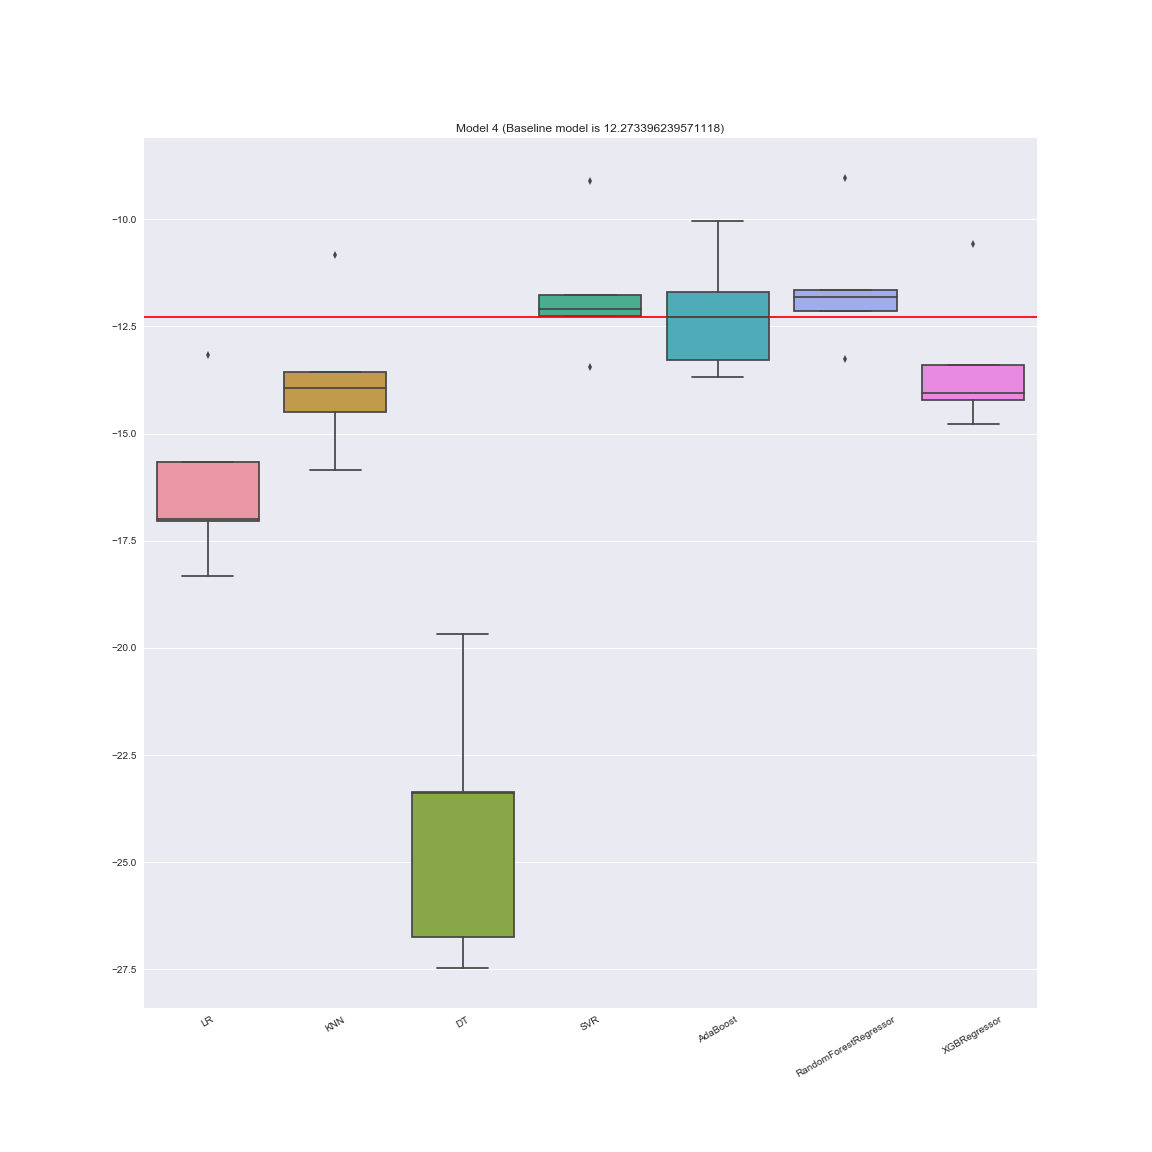 Model 4 (Baseline model is 12.273396239571118)
−10.0
−12.5
−15.0
−17.5
−20.0
−22.5
−25.0
−27.5
LR
KNN
DT
SVR
AdaBoost
RandomForestRegressor
XGBRegressor